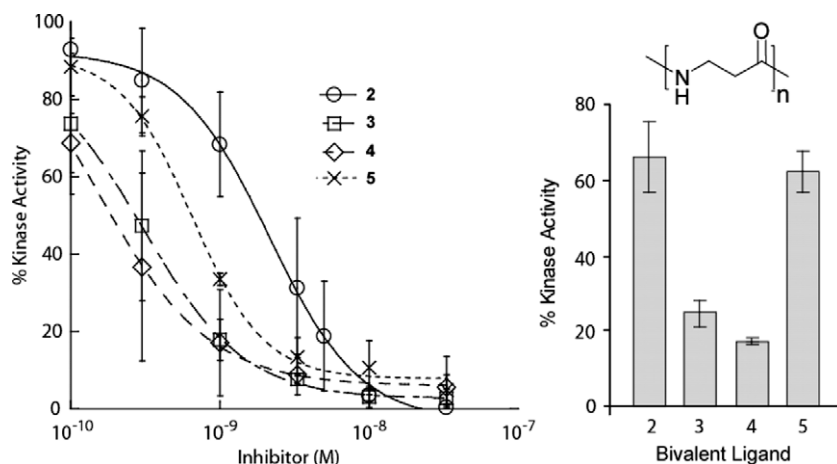 100
80
60
40
20
0
% Kinase Activity
10-10
10-9
10-8
10-7
Inhibitor (M)
2
3
4
5
O
N
H
n
80
60
40
20
0
% Kinase Activity
2 3 4 5
Bivalent Ligand